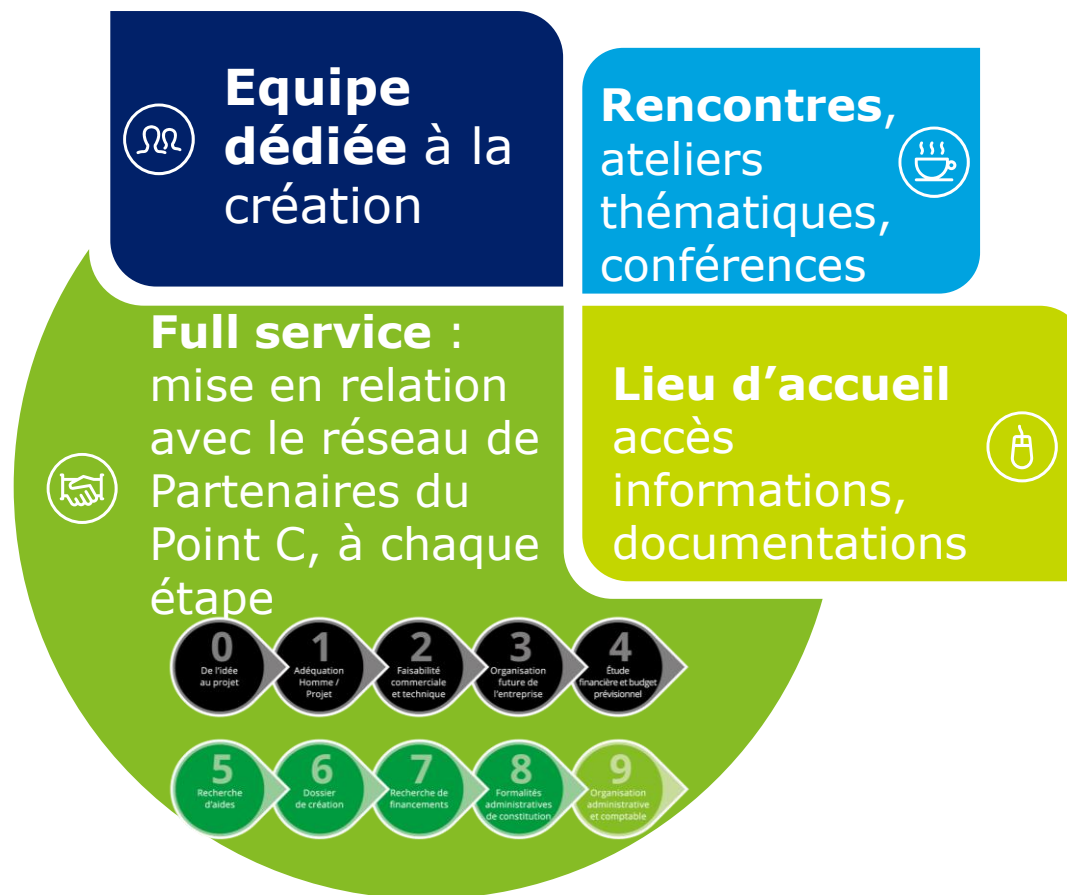 Equipe
dédiée à la
création
Rencontres,
ateliers
thématiques,
conférences
Full service :
mise en relation
avec le réseau de
Partenaires du
Point C, à chaque
étape
Lieu d’accueil
accès
informations,
documentations
0
De l'idée
au projet
1
Adéquation
Homme /
Projet
2
Faisabilité
commerciale
et technique
3
Organisation
future de
l'entreprise
4
Étude
financière et budget
prévisionnel
5
Recherche
d'aides
6
Dossier
de création
7
Recherche de
financements
8
Formalités
administratives
de constitution
9
Organisation
administrative
et comptable